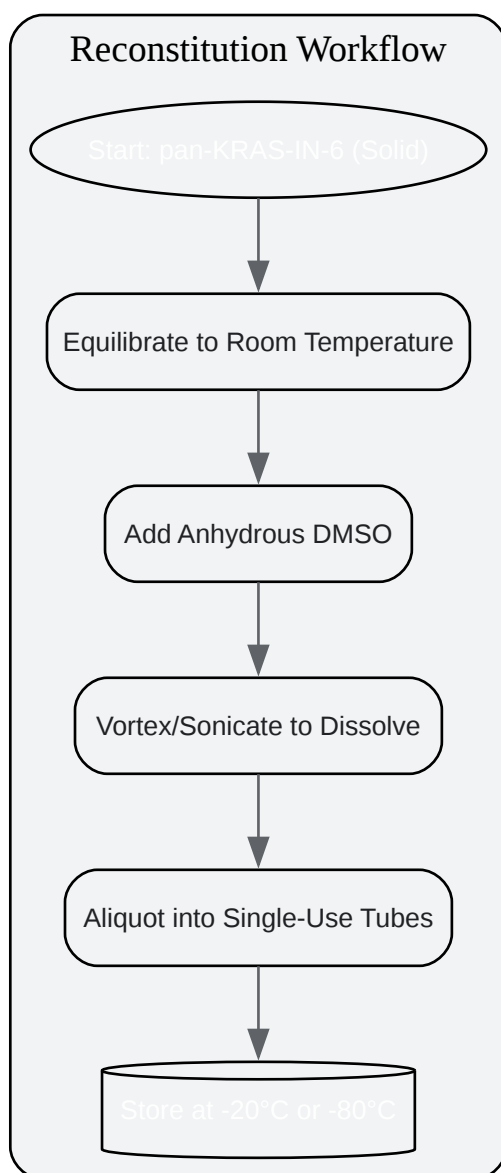 Reconstitution Workflow
Start: pan-KRAS-IN-6 (Solid)
Equilibrate to Room Temperature
Add Anhydrous DMSO
Vortex/Sonicate to Dissolve
Aliquot into Single-Use Tubes
Store at -20°C or -80°C